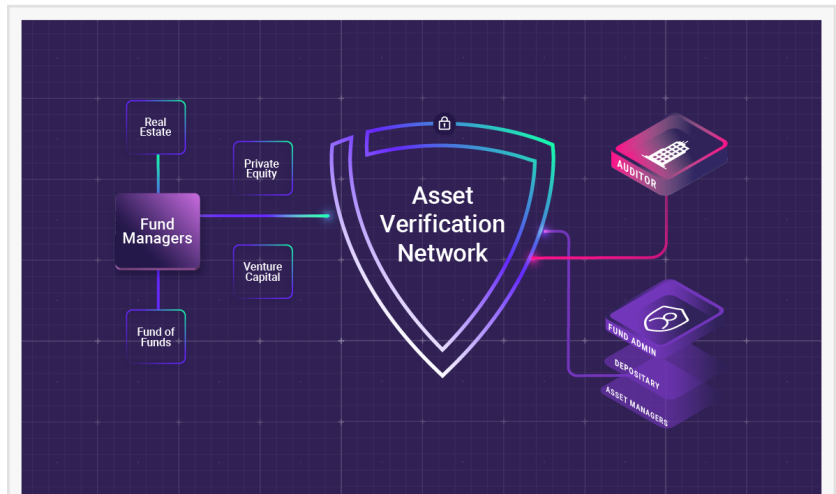 Real
Estate
Private
Equity
Fund
Managers
Venture
Capital
Fund of
Funds
Asset
Verification
Network
AUDITOR
FUND ADMIN
DEPOSITARY
ASSET MANAGERS